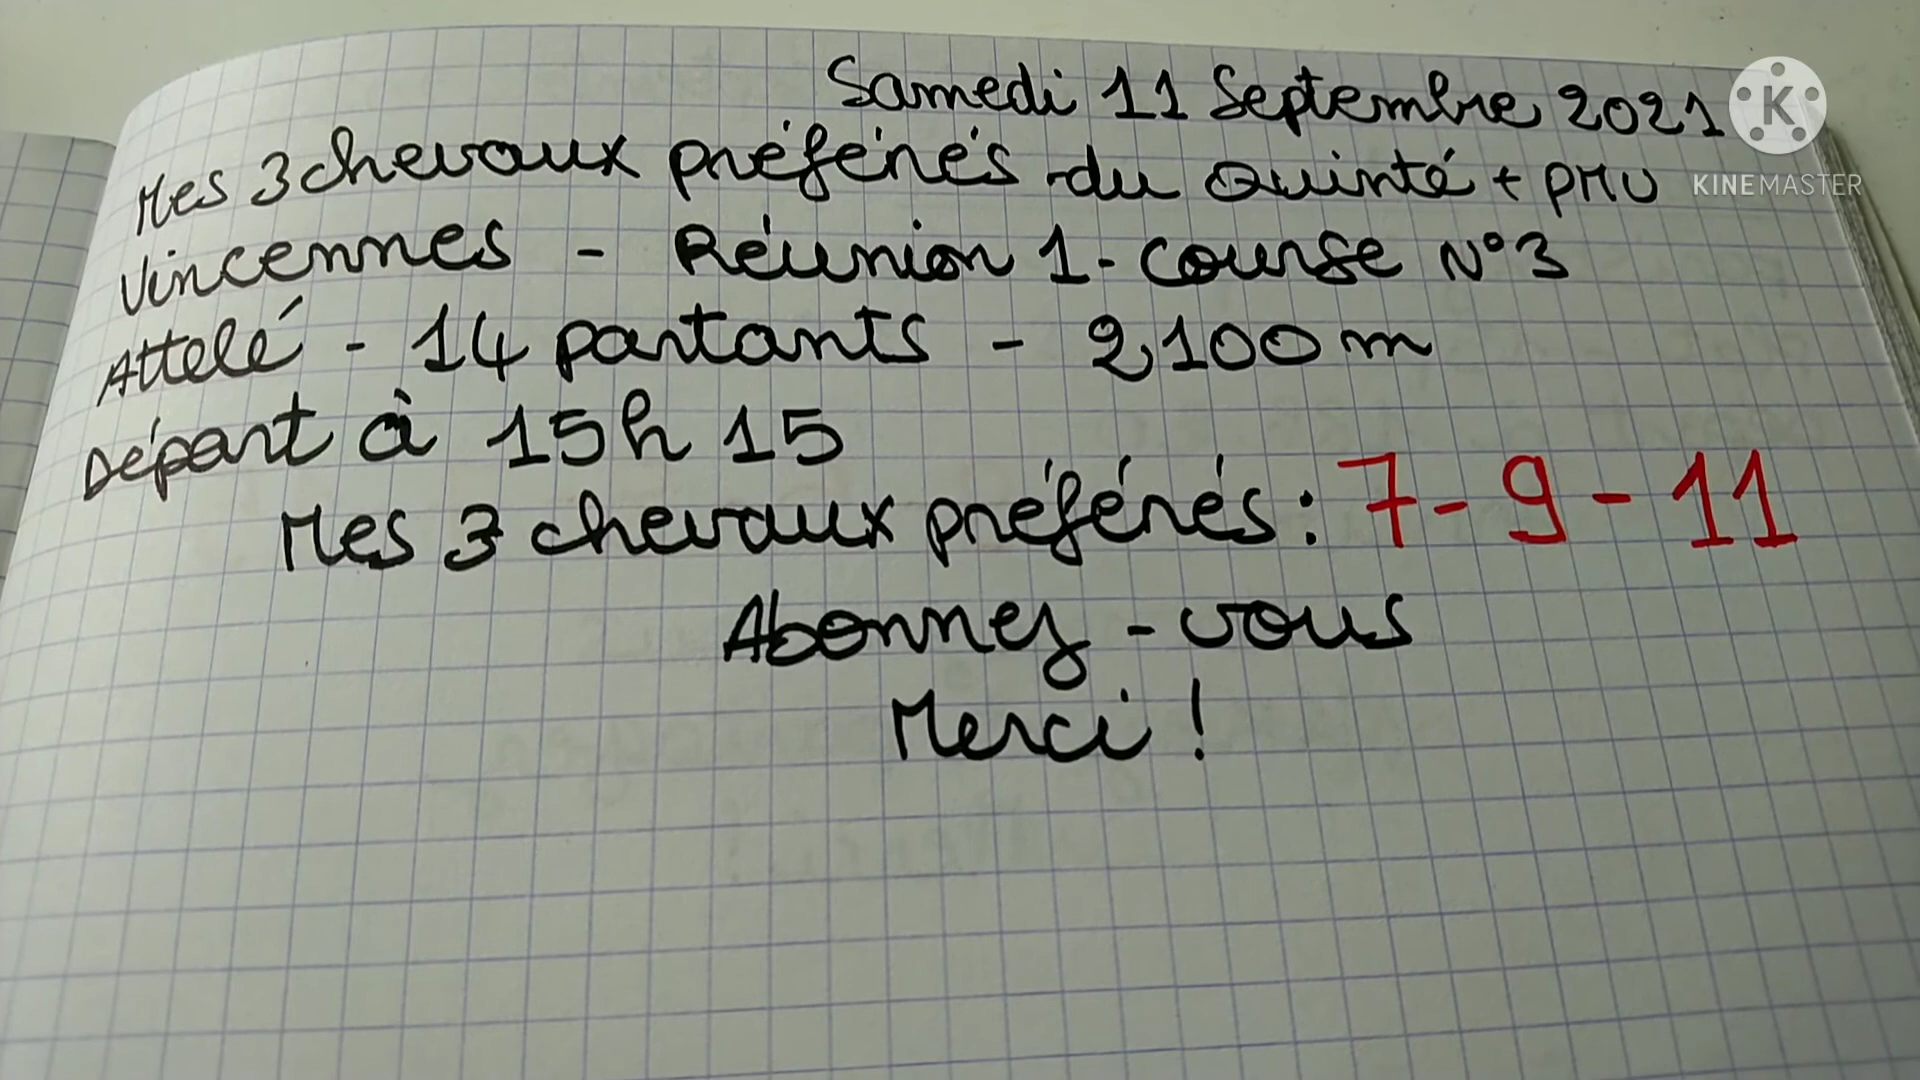 Samedi 11 Septembre 2021
Mes 3 chevaux préférés du Quinté + PMU
Vincennes - Réunion 1 - Course N°3
Attelé - 14 partants - 2100 m
Départ à 15h15
Mes 3 chevaux préférés : 7 - 9 - 11
Abonnez - vous
Merci !
K
KINEMASTER